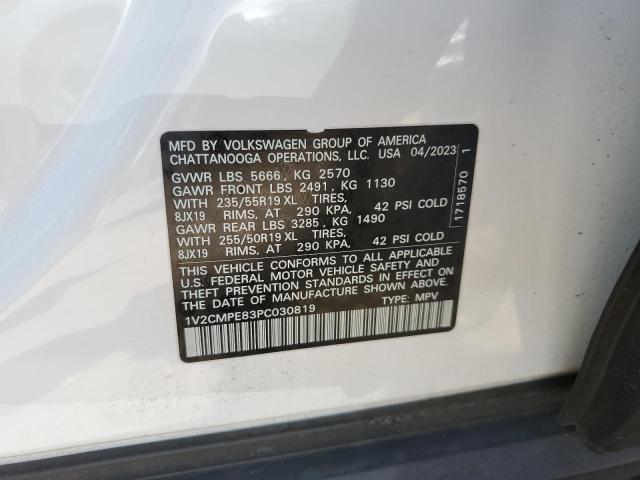 MFD BY VOLKSWAGEN GROUP OF AMERICA
CHATTANOOGA OPERATIONS, LLC. USA 04/2023 1
GVWR LBS 5666, KG 2570
GAWR FRONT LBS 2491, KG 1130
WITH 235/55R19 XL TIRES,
8JX19 RIMS, AT 290 KPA, 42 PSI COLD
GAWR REAR LBS 3285, KG 1490
WITH 255/50R19 XL TIRES,
8JX19 RIMS, AT 290 KPA, 42 PSI COLD
THIS VEHICLE CONFORMS TO ALL APPLICABLE
U.S. FEDERAL MOTOR VEHICLE SAFETY AND
THEFT PREVENTION STANDARDS IN EFFECT ON
THE DATE OF MANUFACTURE SHOWN ABOVE.
1V2CMPE83PC030819 TYPE: MPV
1718570